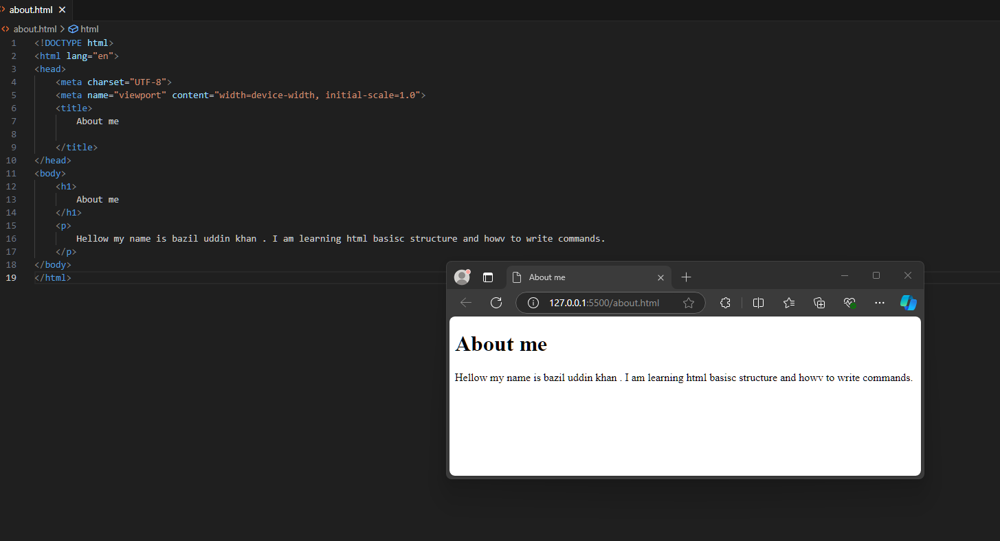 about.html
about.html > html
1 <!DOCTYPE html>
2 <html lang="en">
3 <head>
4 <meta charset="UTF-8">
5 <meta name="viewport" content="width=device-width, initial-scale=1.0">
6 <title>
7 About me
8
9 </title>
10 </head>
11 <body>
12 <h1>
13 About me
14 </h1>
15 <p>
16 Hellow my name is bazil uddin khan . I am learning html basisc structure and howv to write commands.
17 </p>
18 </body>
19 </html>
About me
127.0.0.1:5500/about.html
About me
Hellow my name is bazil uddin khan . I am learning html basisc structure and howv to write commands.